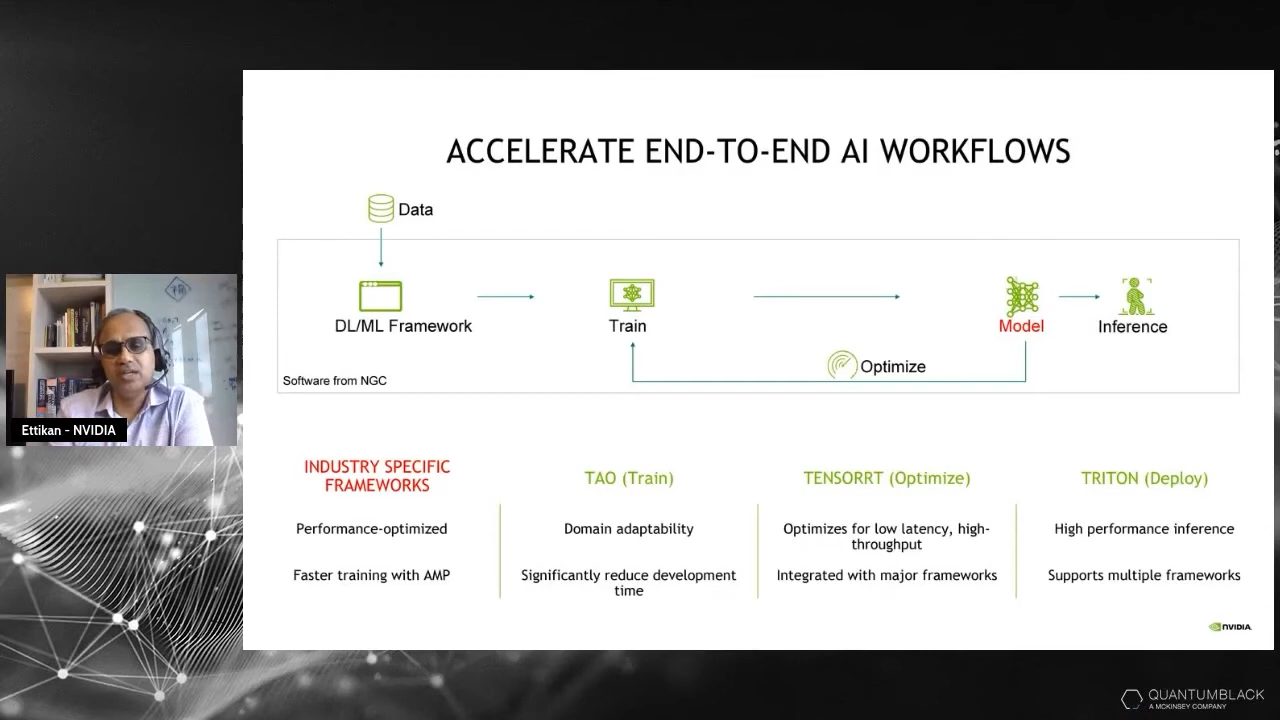 ACCELERATE END-TO-END AI WORKFLOWS
Data
DL/ML Framework
Train
Model
Inference
Optimize
Software from NGC
Ettikan - NVIDIA
INDUSTRY SPECIFIC
FRAMEWORKS
Performance-optimized
Faster training with AMP
TAO (Train)
Domain adaptability
Significantly reduce development
time
TENSORRT (Optimize)
Optimizes for low latency, high-
throughput
Integrated with major frameworks
TRITON (Deploy)
High performance inference
Supports multiple frameworks
NVIDIA.
QUANTUMBLACK
A MCKINSEY COMPANY